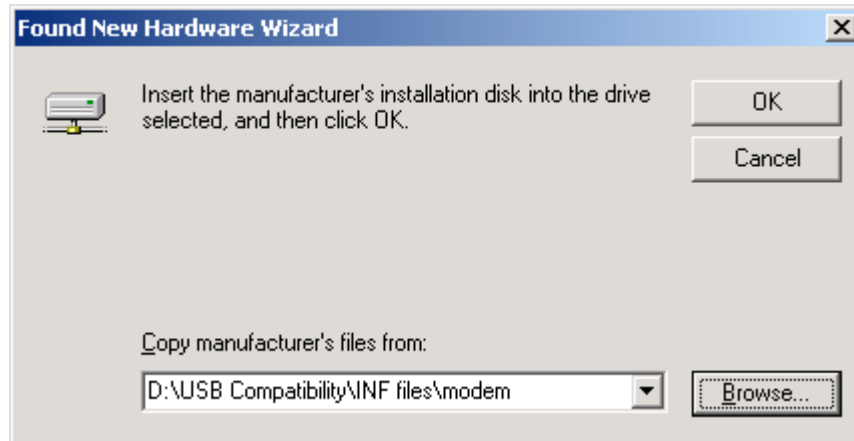 Found New Hardware Wizard
Insert the manufacturer's installation disk into the drive
selected, and then click OK.
OK
Cancel
Copy manufacturer's files from:
D:\USB Compatibility\INF files\modem
Browse...